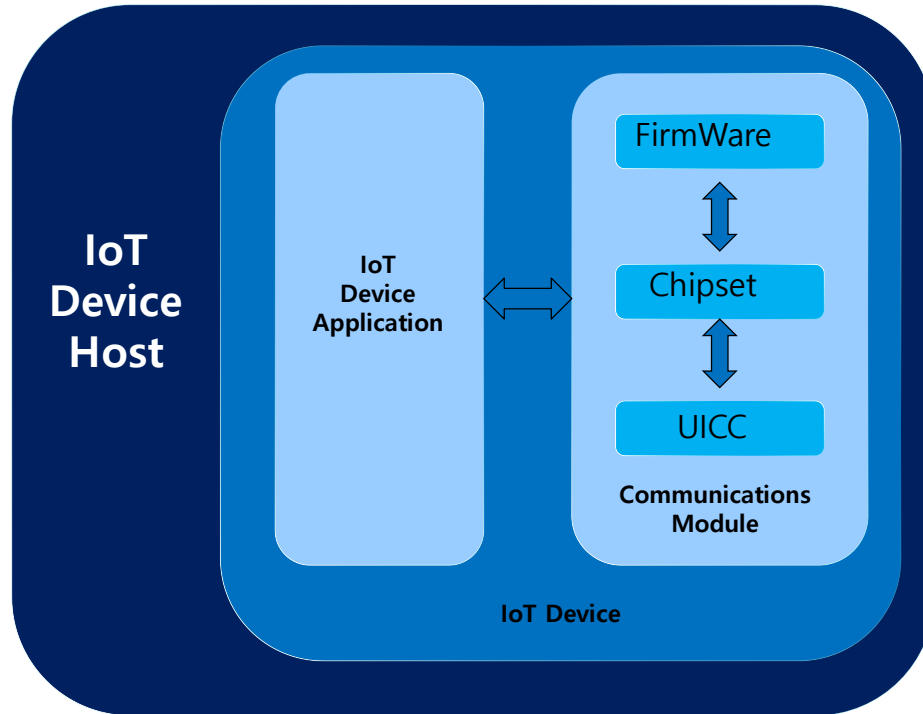 IoT
Device
Host
IoT
Device
Application
FirmWare
Chipset
UICC
Communications
Module
IoT Device